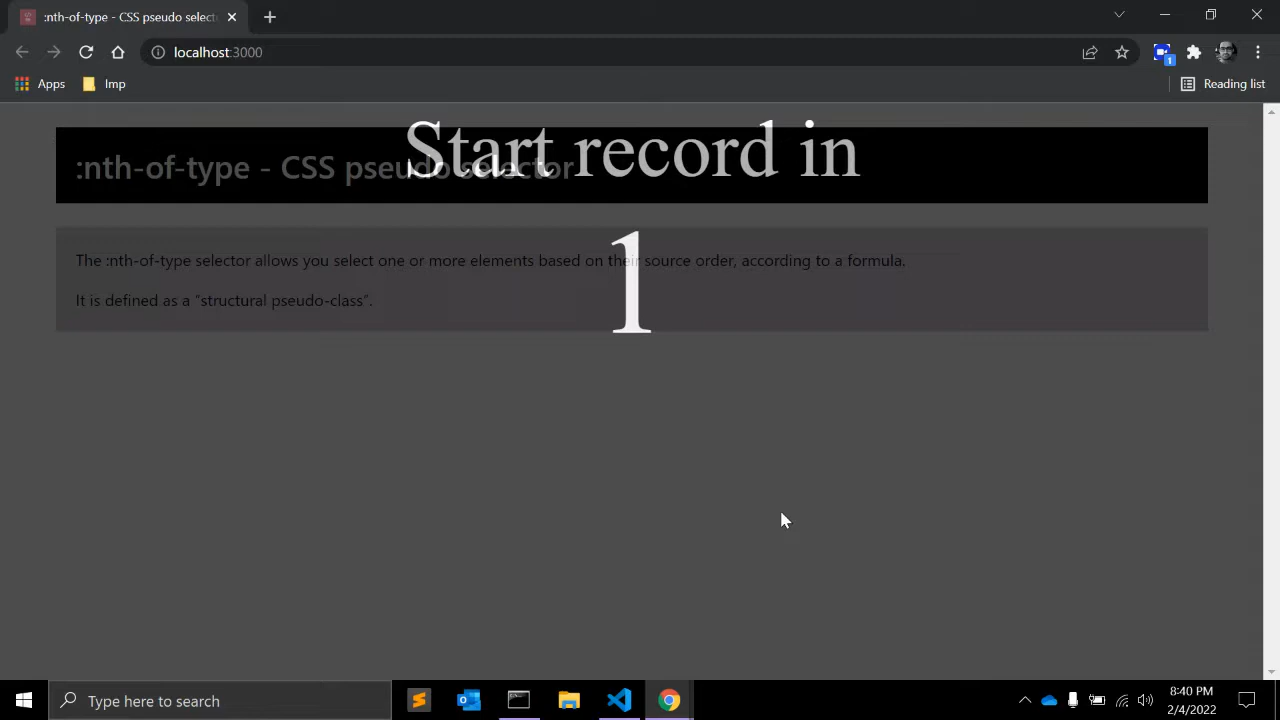 :nth-of-type - CSS pseudo select
localhost:3000
1
Apps
Imp
Reading list
Start record in
:nth-of-type - CSS pseudo selector
1
The :nth-of-type selector allows you select one or more elements based on their source order, according to a formula.
It is defined as a "structural pseudo-class".
Type here to search
8:40 PM
2/4/2022